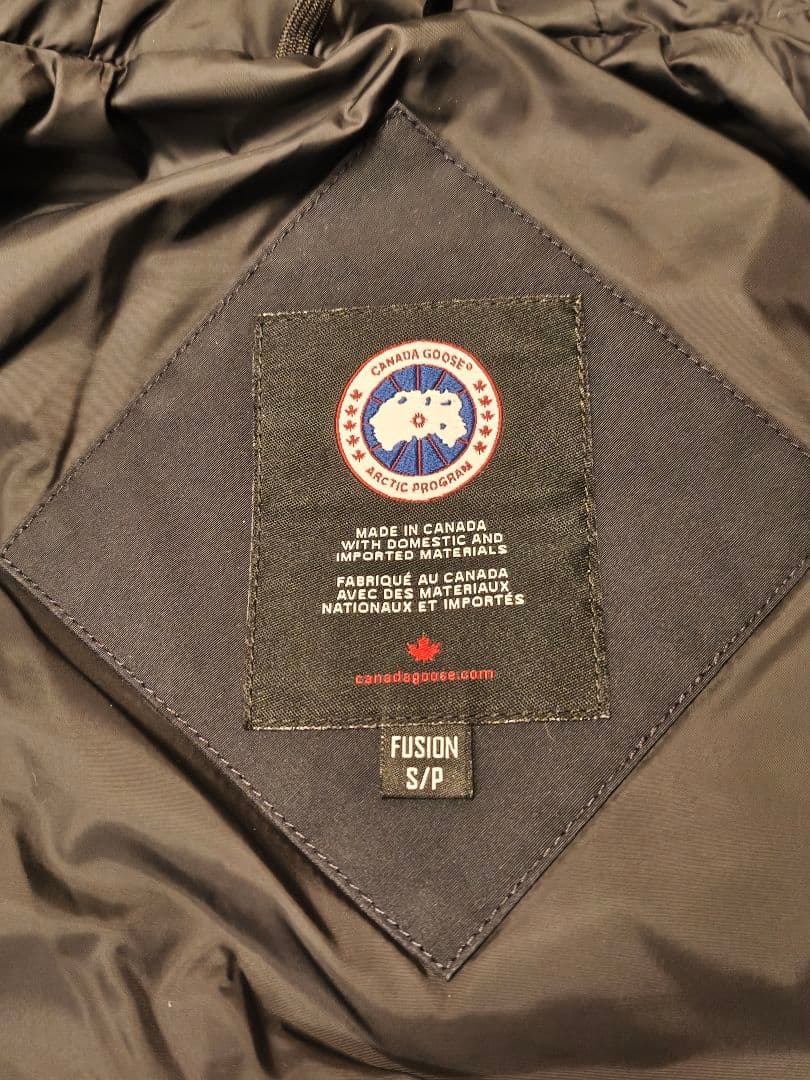 CANADA GOOSE®
ARCTIC PROGRAM
MADE IN CANADA
WITH DOMESTIC AND
IMPORTED MATERIALS
FABRIQUÉ AU CANADA
AVEC DES MATÉRIAUX
NATIONAUX ET IMPORTÉS
canadagoose.com
FUSION
S/P